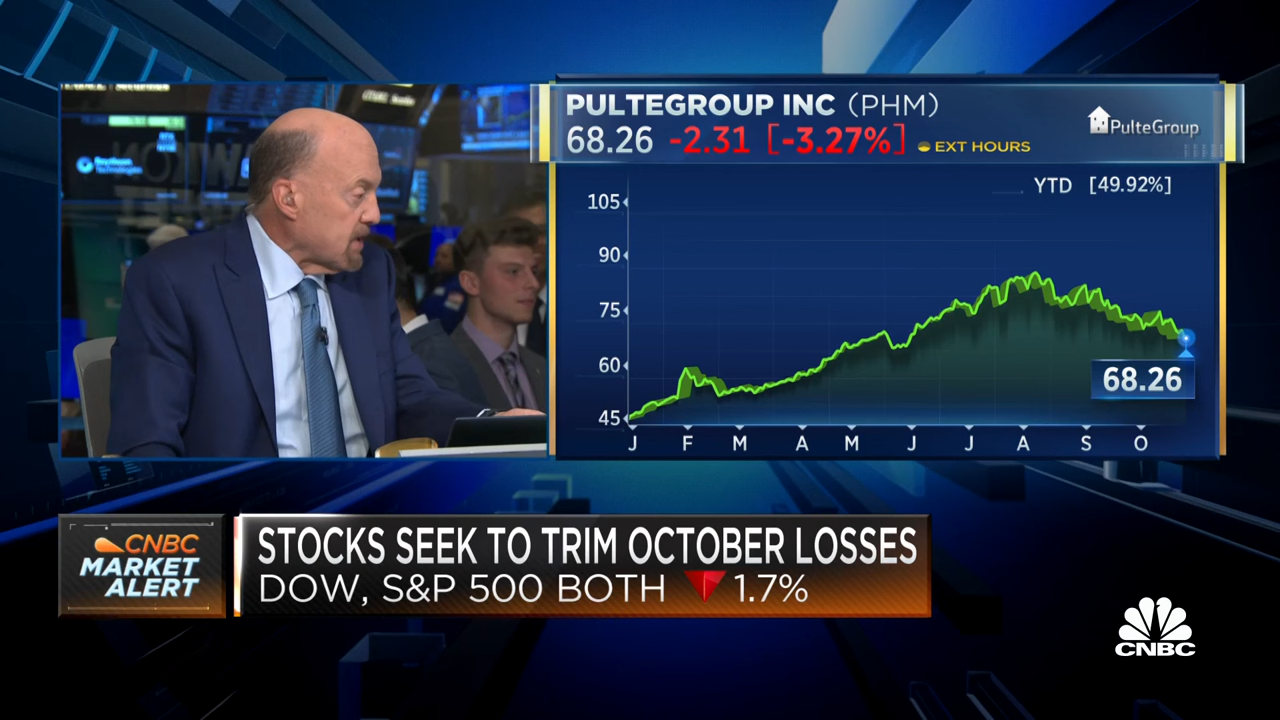 PULTEGROUP INC (PHM)
68.26 -2.31 [-3.27%] EXT HOURS
PulteGroup
YTD [49.92%]
105
90
75
60
45
J F M A M J J A S O
68.26
CNBC
MARKET
ALERT
STOCKS SEEK TO TRIM OCTOBER LOSSES
DOW, S&P 500 BOTH ▼ 1.7%
CNBC